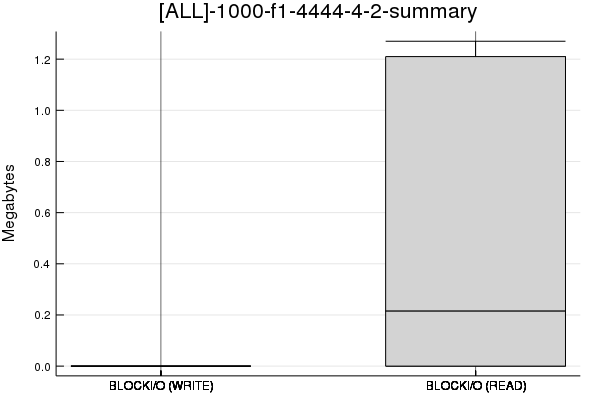 [ALL]-1000-f1-4444-4-2-summary
Megabytes
1.2
1.0
0.8
0.6
0.4
0.2
0.0
BLOCKI/O (WRITE) BLOCKI/O (READ)